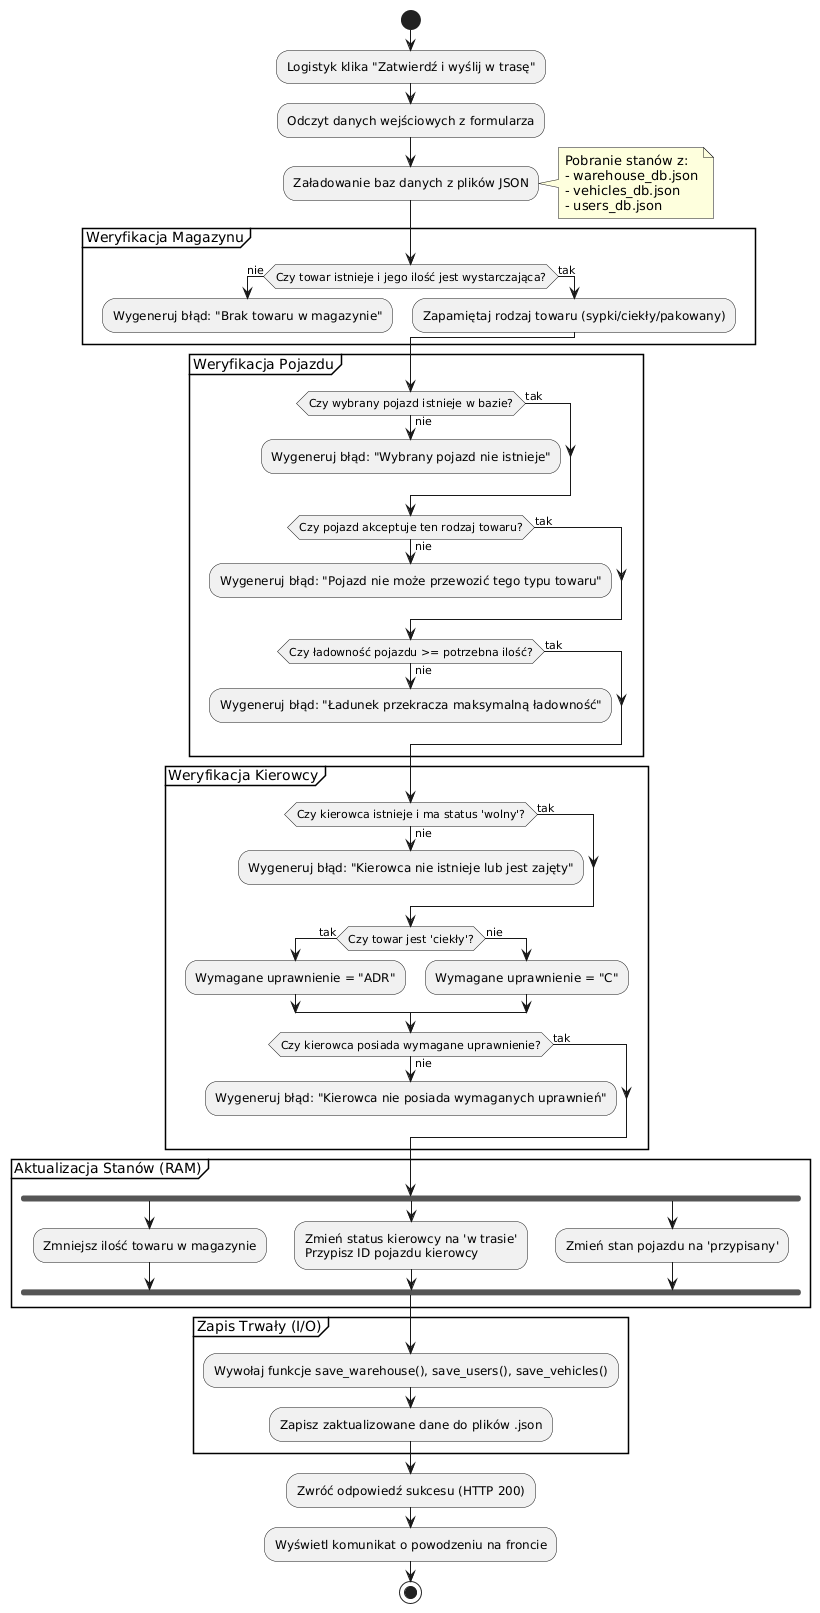 Logistyk klika "Zatwierdź i wyślij w trasę"
Odczyt danych wejściowych z formularza
Załadowanie baz danych z plików JSON
Pobranie stanów z:
- warehouse_db.json
- vehicles_db.json
- users_db.json
Weryfikacja Magazynu
nie
Czy towar istnieje i jego ilość jest wystarczająca?
tak
Wygeneruj błąd: "Brak towaru w magazynie"
Zapamiętaj rodzaj towaru (sypki/ciekły/pakowany)
Weryfikacja Pojazdu
Czy wybrany pojazd istnieje w bazie?
tak
nie
Wygeneruj błąd: "Wybrany pojazd nie istnieje"
Czy pojazd akceptuje ten rodzaj towaru?
tak
nie
Wygeneruj błąd: "Pojazd nie może przewozić tego typu towaru"
Czy ładowność pojazdu >= potrzebna ilość?
tak
nie
Wygeneruj błąd: "Ładunek przekracza maksymalną ładowność"
Weryfikacja Kierowcy
Czy kierowca istnieje i ma status 'wolny'?
tak
nie
Wygeneruj błąd: "Kierowca nie istnieje lub jest zajęty"
tak
Czy towar jest 'ciekły'?
nie
Wymagane uprawnienie = "ADR"
Wymagane uprawnienie = "C"
Czy kierowca posiada wymagane uprawnienie?
tak
nie
Wygeneruj błąd: "Kierowca nie posiada wymaganych uprawnień"
Aktualizacja Stanów (RAM)
Zmniejsz ilość towaru w magazynie
Zmień status kierowcy na 'w trasie'
Przypisz ID pojazdu kierowcy
Zmień stan pojazdu na 'przypisany'
Zapis Trwały (I/O)
Wywołaj funkcje save_warehouse(), save_users(), save_vehicles()
Zapisz zaktualizowane dane do plików .json
Zwróć odpowiedź sukcesu (HTTP 200)
Wyświetl komunikat o powodzeniu na froncie